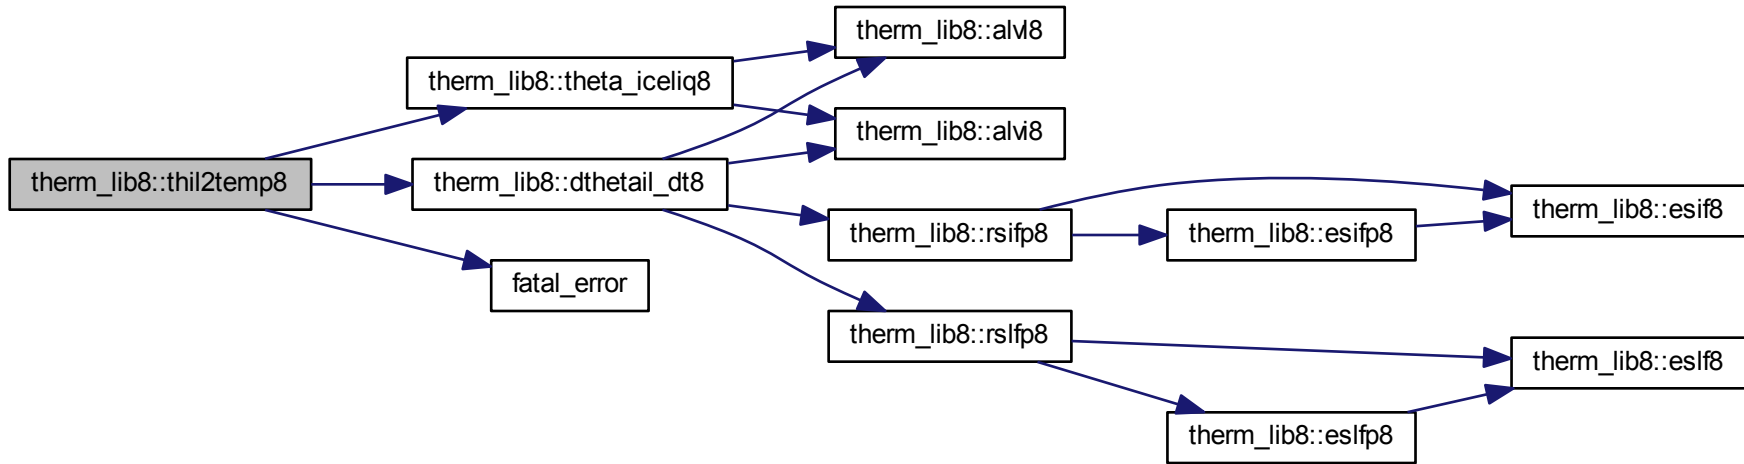 therm_lib8::thil2temp8
therm_lib8::theta_iceliq8
therm_lib8::dthetail_dt8
fatal_error
therm_lib8::alvl8
therm_lib8::alvi8
therm_lib8::rsifp8
therm_lib8::rslfp8
therm_lib8::esifp8
therm_lib8::eslfp8
therm_lib8::esif8
therm_lib8::eslf8